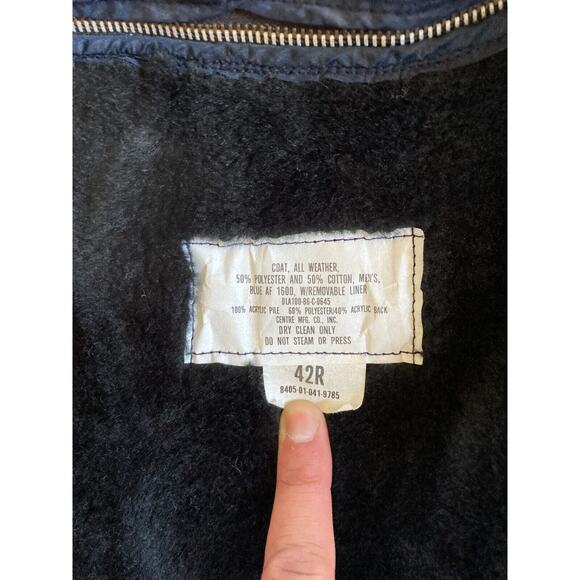 COAT, ALL WEATHER,
50% POLYESTER AND 50% COTTON, MEN'S,
BLUE AF 1600, W/REMOVABLE LINER
DLA100-86-C-0645
100% ACRYLIC PILE 60% POLYESTER/40% ACRYLIC BACK
CENTRE MFG. CO., INC.
DRY CLEAN ONLY
DO NOT STEAM OR PRESS
42R
8405-01-041-9785